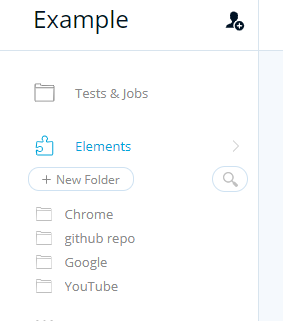 Example
Tests & Jobs
Elements
+ New Folder
Chrome
github repo
Google
YouTube